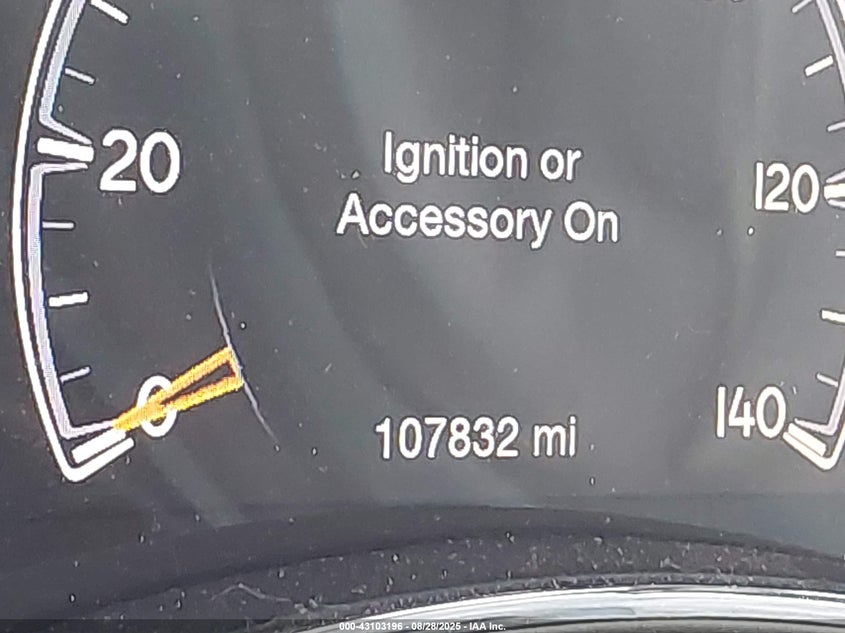 20
Ignition or
Accessory On
120
0
107832 mi
140
000-43103196 - 08/28/2025 - IAA Inc.